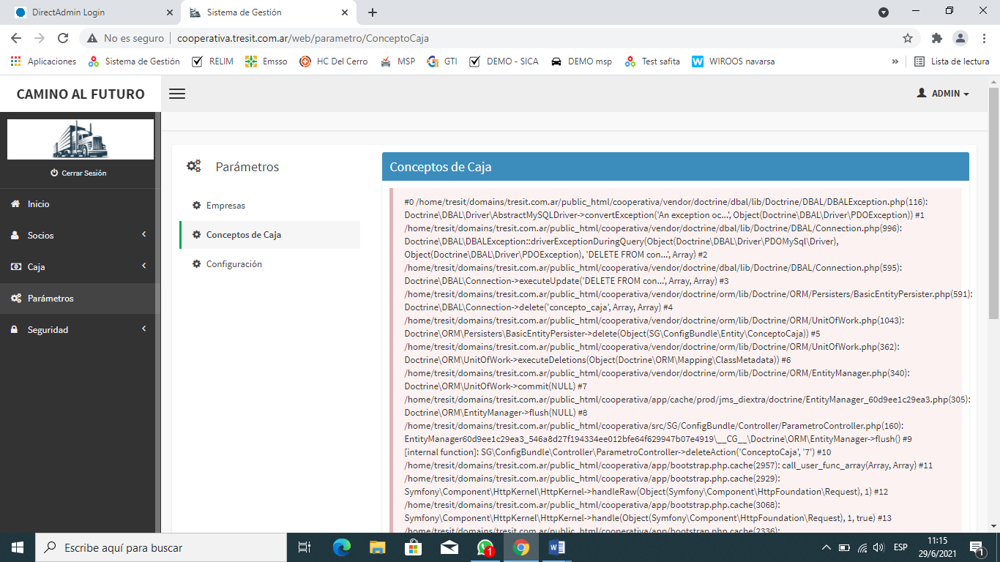 DirectAdmin Login
Sistema de Gestión
No es seguro
cooperativa.tresit.com.ar/web/parametro/ConceptoCaja
Aplicaciones
Sistema de Gestión
RELIM
Emsso
HC Del Cerro
MSP
GTI
DEMO - SICA
DEMO msp
Test safita
WIROOS navarsa
»
Lista de lectura
CAMINO AL FUTURO
ADMIN
Cerrar Sesión
Inicio
Socios
Caja
Parámetros
Seguridad
Parámetros
Empresas
Conceptos de Caja
Configuración
Conceptos de Caja
#0 /home/tresit/domains/tresit.com.ar/public_html/cooperativa/vendor/doctrine/dbal/lib/Doctrine/DBAL/DBALException.php(116):
Doctrine\DBAL\Driver\AbstractMySQLDriver->convertException('An exception oc...', Object(Doctrine\DBAL\Driver\PDOException)) #1
/home/tresit/domains/tresit.com.ar/public_html/cooperativa/vendor/doctrine/dbal/lib/Doctrine/DBAL/Connection.php(996):
Doctrine\DBAL\DBALException::driverExceptionDuringQuery(Object(Doctrine\DBAL\Driver\PDOMySql\Driver),
Object(Doctrine\DBAL\Driver\PDOException), 'DELETE FROM con...', Array) #2
/home/tresit/domains/tresit.com.ar/public_html/cooperativa/vendor/doctrine/dbal/lib/Doctrine/DBAL/Connection.php(595):
Doctrine\DBAL\Connection->executeUpdate('DELETE FROM con...', Array, Array) #3
/home/tresit/domains/tresit.com.ar/public_html/cooperativa/vendor/doctrine/orm/lib/Doctrine/ORM/Persisters/BasicEntityPersister.php(591):
Doctrine\DBAL\Connection->delete('concepto_caja', Array, Array) #4
/home/tresit/domains/tresit.com.ar/public_html/cooperativa/vendor/doctrine/orm/lib/Doctrine/ORM/UnitOfWork.php(1043):
Doctrine\ORM\Persisters\BasicEntityPersister->delete(Object(SG\ConfigBundle\Entity\ConceptoCaja)) #5
/home/tresit/domains/tresit.com.ar/public_html/cooperativa/vendor/doctrine/orm/lib/Doctrine/ORM/UnitOfWork.php(362):
Doctrine\ORM\UnitOfWork->executeDeletions(Object(Doctrine\ORM\Mapping\ClassMetadata)) #6
/home/tresit/domains/tresit.com.ar/public_html/cooperativa/vendor/doctrine/orm/lib/Doctrine/ORM/EntityManager.php(340):
Doctrine\ORM\UnitOfWork->commit(NULL) #7
/home/tresit/domains/tresit.com.ar/public_html/cooperativa/app/cache/prod/jms_diextra/doctrine/EntityManager_60d9ee1c29ea3.php(305):
Doctrine\ORM\EntityManager->flush(NULL) #8
/home/tresit/domains/tresit.com.ar/public_html/cooperativa/src/SG/ConfigBundle/Controller/ParametroController.php(160):
EntityManager60d9ee1c29ea3_546a8d27f194334ee012bfe64f629947b07e4919\__CG__\Doctrine\ORM\EntityManager->flush() #9
[internal function]: SG\ConfigBundle\Controller\ParametroController->deleteAction('ConceptoCaja', '7') #10
/home/tresit/domains/tresit.com.ar/public_html/cooperativa/app/bootstrap.php.cache(2957): call_user_func_array(Array, Array) #11
/home/tresit/domains/tresit.com.ar/public_html/cooperativa/app/bootstrap.php.cache(2929):
Symfony\Component\HttpKernel\HttpKernel->handleRaw(Object(Symfony\Component\HttpFoundation\Request), 1) #12
/home/tresit/domains/tresit.com.ar/public_html/cooperativa/app/bootstrap.php.cache(3068):
Symfony\Component\HttpKernel\HttpKernel->handle(Object(Symfony\Component\HttpFoundation\Request), 1, true) #13
/home/tresit/domains/tresit.com.ar/public_html/cooperativa/app/bootstrap.php.cache(2336):
Escribe aquí para buscar
1
ESP
11:15
29/6/2021
1